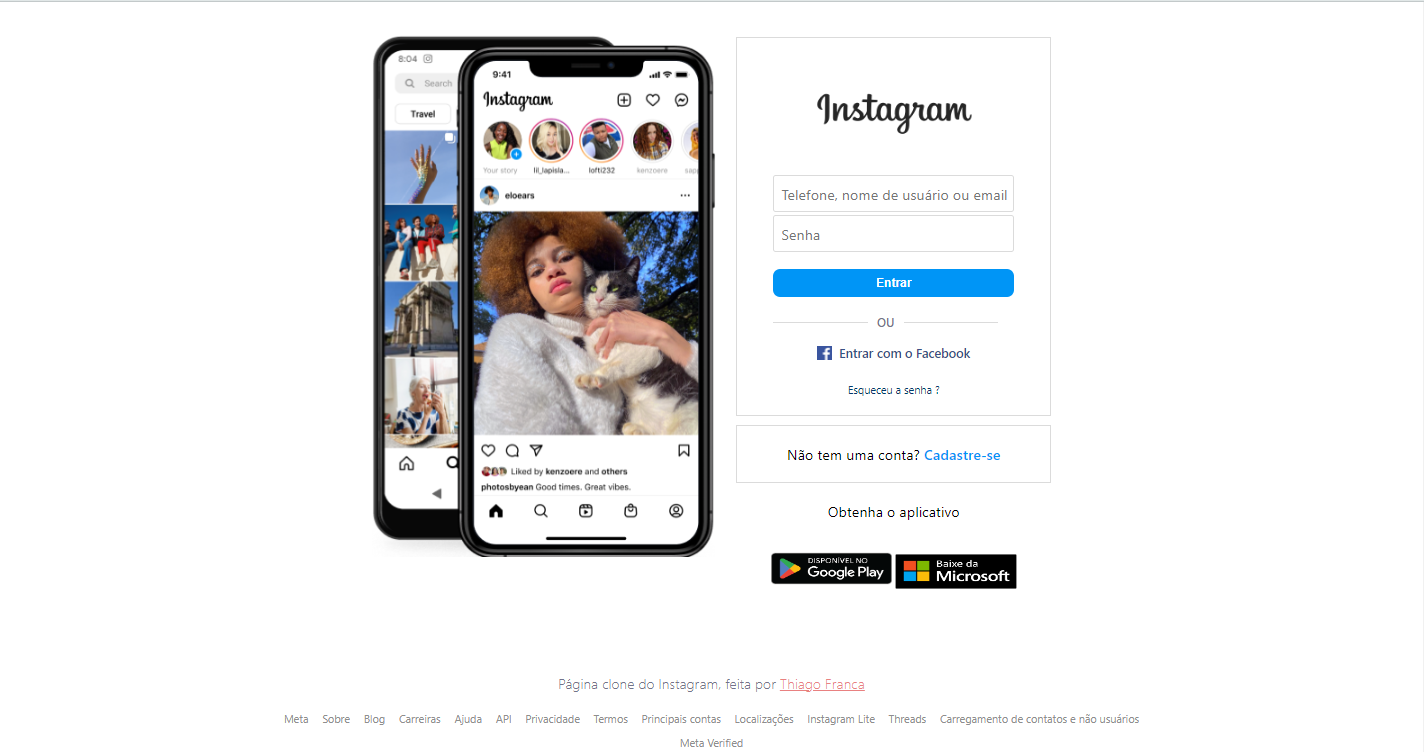 8:04
Search
Travel
9:41
Instagram
Your story
lil_lapisla...
lofti232
kenzoere
sapp
eloears
Liked by kenzoere and others
photosbyean Good times. Great vibes.
Instagram
Telefone, nome de usuário ou email
Senha
Entrar
OU
Entrar com o Facebook
Esqueceu a senha ?
Não tem uma conta? Cadastre-se
Obtenha o aplicativo
DISPONÍVEL NO
Google Play
Baixe da
Microsoft
Página clone do Instagram, feita por Thiago Franca
Meta Sobre Blog Carreiras Ajuda API Privacidade Termos Principais contas Localizações Instagram Lite Threads Carregamento de contatos e não usuários
Meta Verified